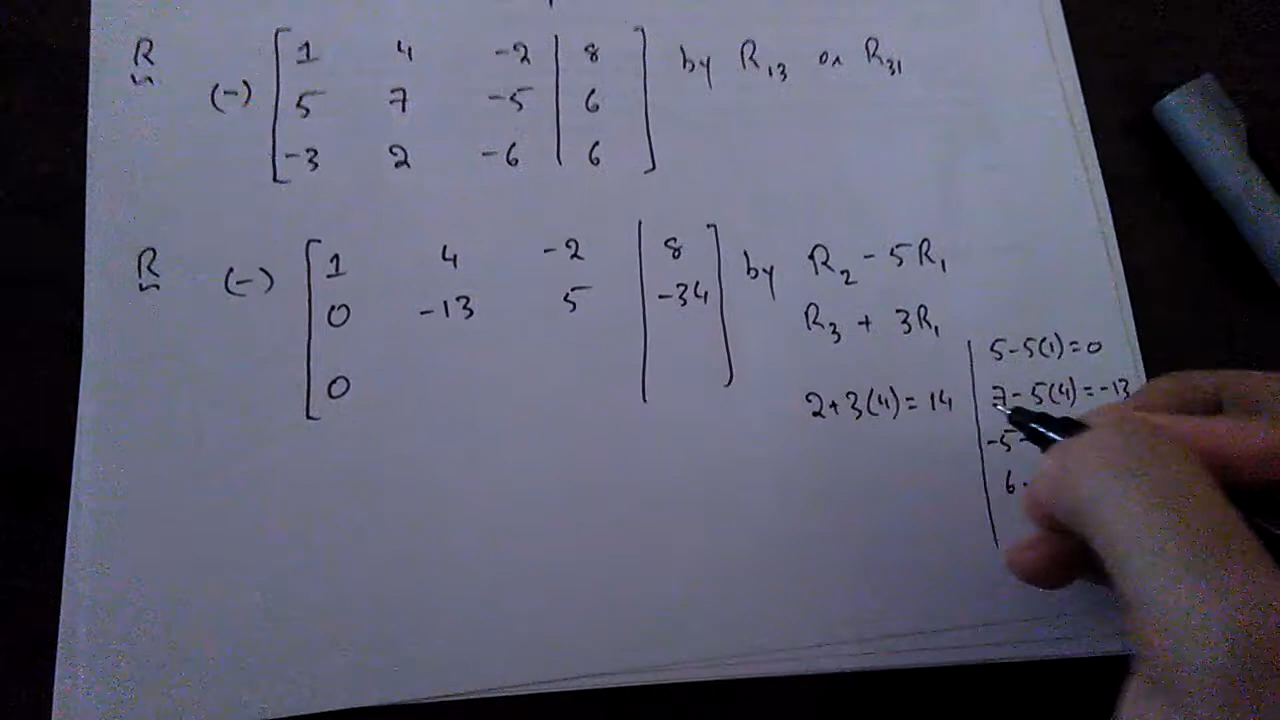 R (-) [ 1 4 -2 | 8 ] by R13 or R31
5 7 -5 | 6
-3 2 -6 | 6
R (-) [ 1 4 -2 | 8 ] by R2 - 5R1
0 -13 5 | -34
R3 + 3R1
0
2+3(4) = 14
5-5(1)=0
7-5(4)=-13
-5-
6-